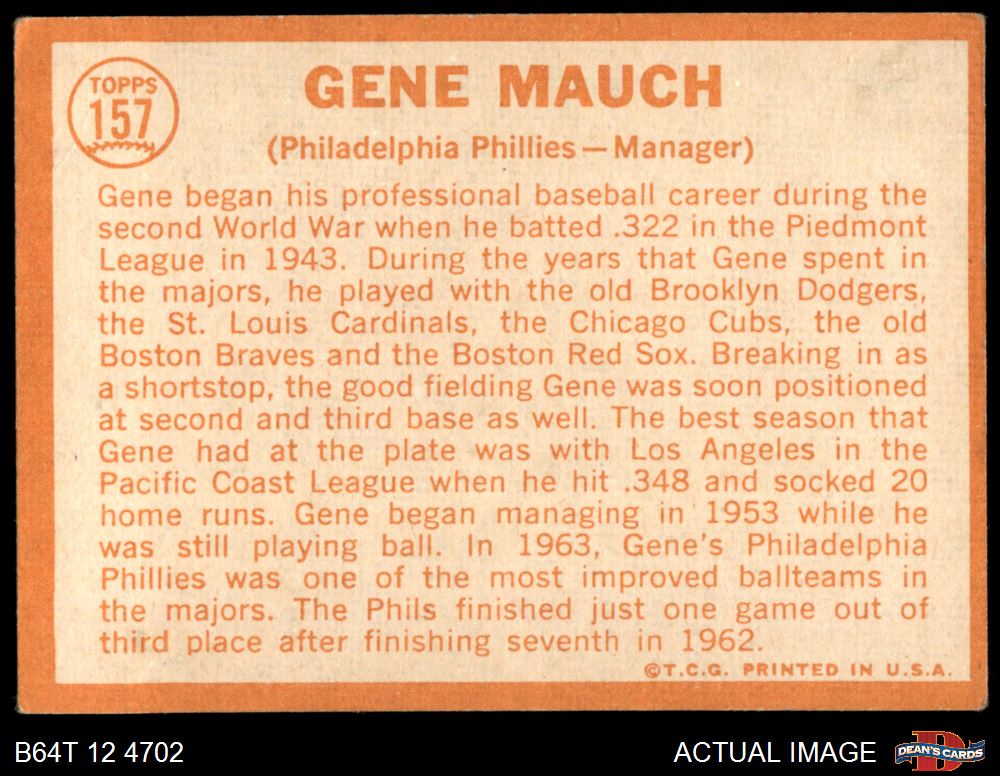 TOPPS
157
GENE MAUCH
(Philadelphia Phillies — Manager)
Gene began his professional baseball career during the
second World War when he batted .322 in the Piedmont
League in 1943. During the years that Gene spent in
the majors, he played with the old Brooklyn Dodgers,
the St. Louis Cardinals, the Chicago Cubs, the old
Boston Braves and the Boston Red Sox. Breaking in as
a shortstop, the good fielding Gene was soon positioned
at second and third base as well. The best season that
Gene had at the plate was with Los Angeles in the
Pacific Coast League when he hit .348 and socked 20
home runs. Gene began managing in 1953 while he
was still playing ball. In 1963, Gene's Philadelphia
Phillies was one of the most improved ballteams in
the majors. The Phils finished just one game out of
third place after finishing seventh in 1962.
©T.C.G. PRINTED IN U.S.A.
B64T 12 4702
ACTUAL IMAGE
D
DEAN'S CARDS